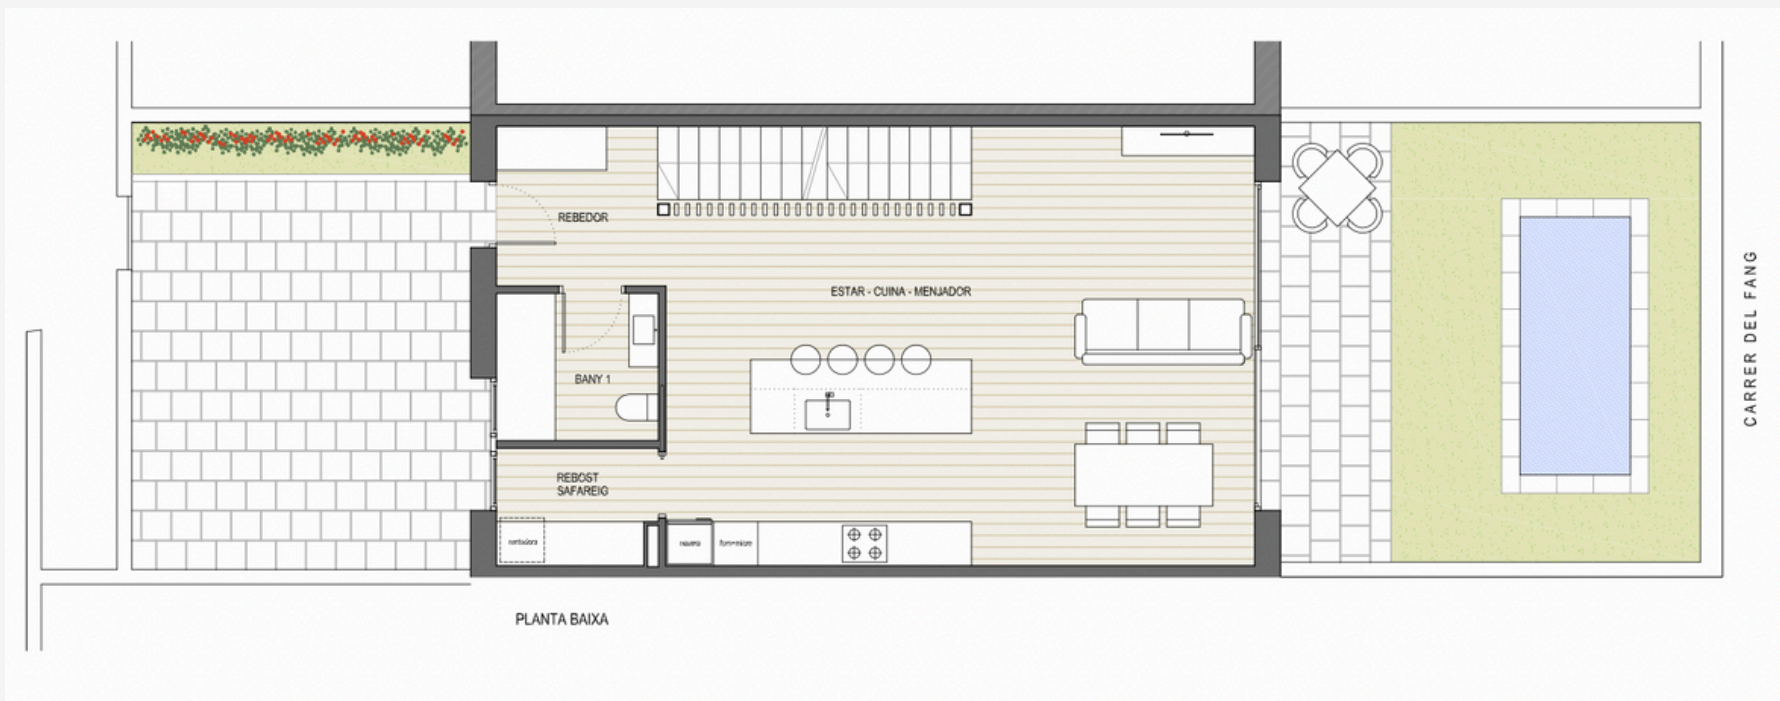 REBEDOR
ESTAR - CUINA - MENJADOR
BANY 1
REBOST
SAFAREIG
rentadora
nevera
forn+micro
PLANTA BAIXA
CARRER DEL FANG